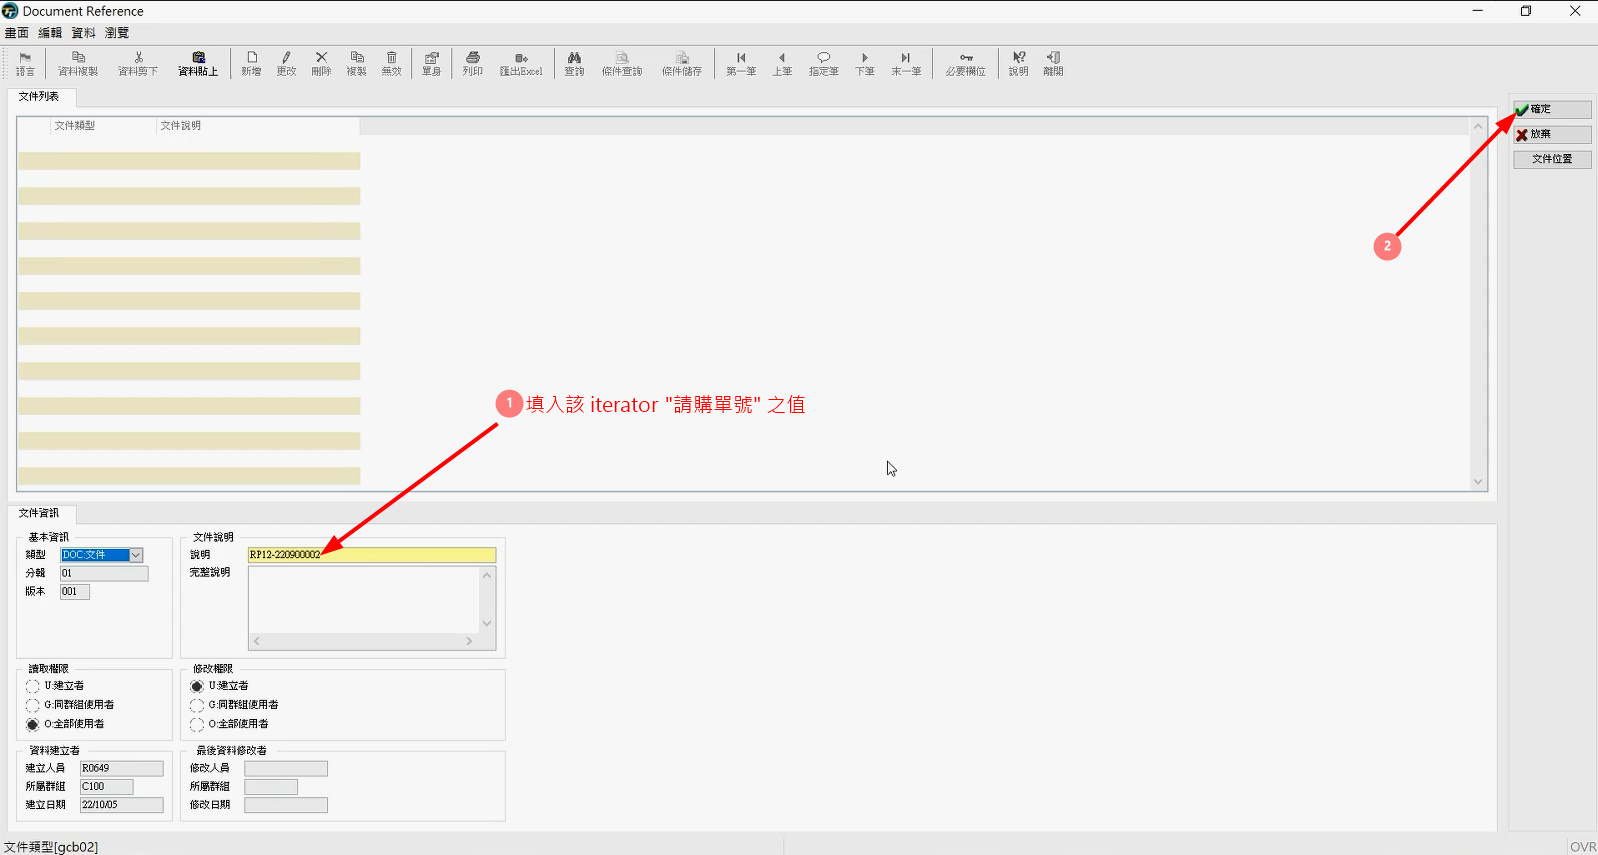 Document Reference
畫面 編輯 資料 瀏覽
語言 資料複製 資料剪下 資料貼上 新增 更改 刪除 複製 無效 單身 列印 匯出Excel 查詢 條件查詢 條件儲存 第一筆 上筆 指定筆 下筆 末一筆 必要欄位 說明 離開
文件列表
文件類型 文件說明
確定
放棄
文件位置
2
1 填入該 iterator "請購單號" 之值
文件資訊
基本資訊
類型 DOC:文件
分輯 01
版本 001
文件說明
說明 RP12-220900002
完整說明
讀取權限
U:建立者
G:同群組使用者
O:全部使用者
修改權限
U:建立者
G:同群組使用者
O:全部使用者
資料建立者
建立人員 R0649
所屬群組 C100
建立日期 22/10/05
最後資料修改者
修改人員
所屬群組
修改日期
文件類型[gcb02]
OVR